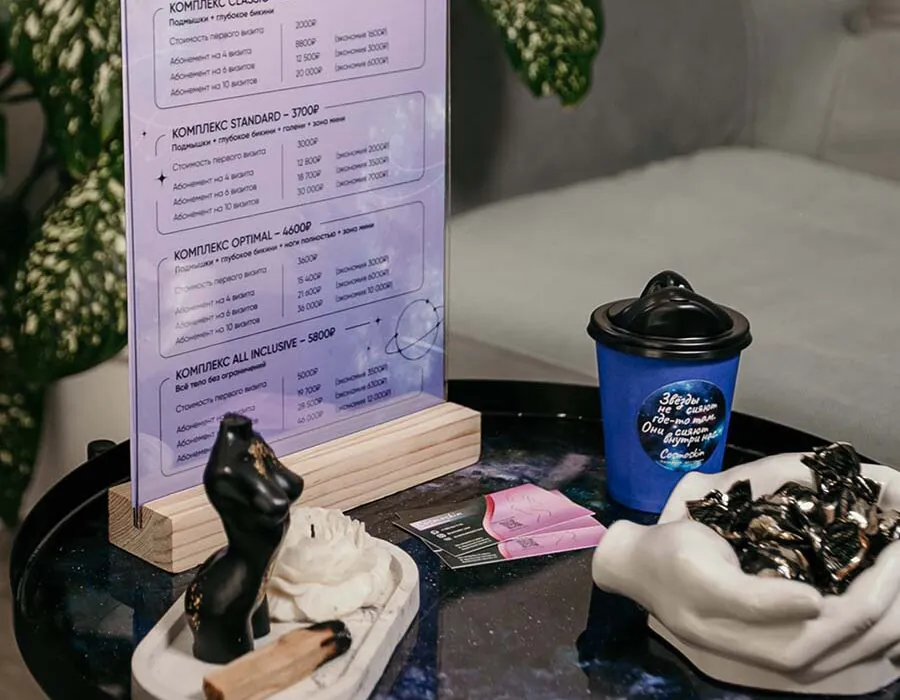 КОМПЛЕКС CLASSIC
Подмышки + глубокое бикини
Стоимость первого визита 2000₽
Абонемент на 4 визита 8800₽ (экономия 1600₽)
Абонемент на 6 визитов 12 500₽ (экономия 3000₽)
Абонемент на 10 визитов 20 000₽ (экономия 6000₽)
КОМПЛЕКС STANDARD – 3700₽
Подмышки + глубокое бикини + голени + зона мини
Стоимость первого визита 3000₽
Абонемент на 4 визита 12 800₽ (экономия 2000₽)
Абонемент на 6 визитов 18 700₽ (экономия 3500₽)
Абонемент на 10 визитов 30 000₽ (экономия 7000₽)
КОМПЛЕКС OPTIMAL – 4600₽
Подмышки + глубокое бикини + ноги полностью + зона мини
Стоимость первого визита 3600₽
Абонемент на 4 визита 15 400₽ (экономия 3000₽)
Абонемент на 6 визитов 21 600₽ (экономия 6000₽)
Абонемент на 10 визитов 36 000₽ (экономия 10 000₽)
КОМПЛЕКС ALL INCLUSIVE – 5800₽
Всё тело без ограничений
Стоимость первого визита 5000₽
Абонемент 19 700₽ (экономия 3500₽)
28 500₽ (экономия 6300₽)
46 000₽ (экономия 12 000₽)
Звёзды
не сияют
где-то там.
Они сияют
внутри нас.
Cosmoskin